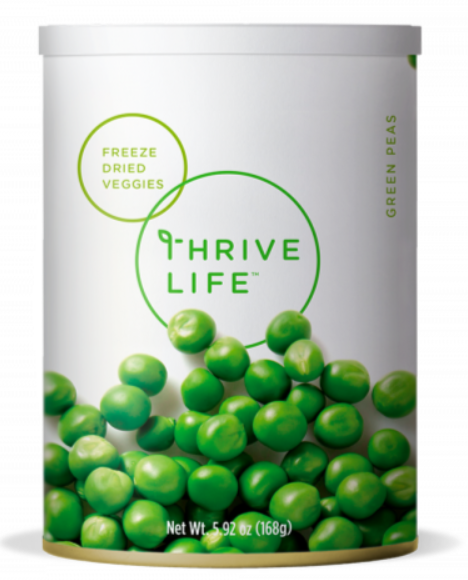 FREEZE
DRIED
VEGGIES
THRIVE
LIFE™
GREEN PEAS
Net Wt. 5.92 oz (168g)